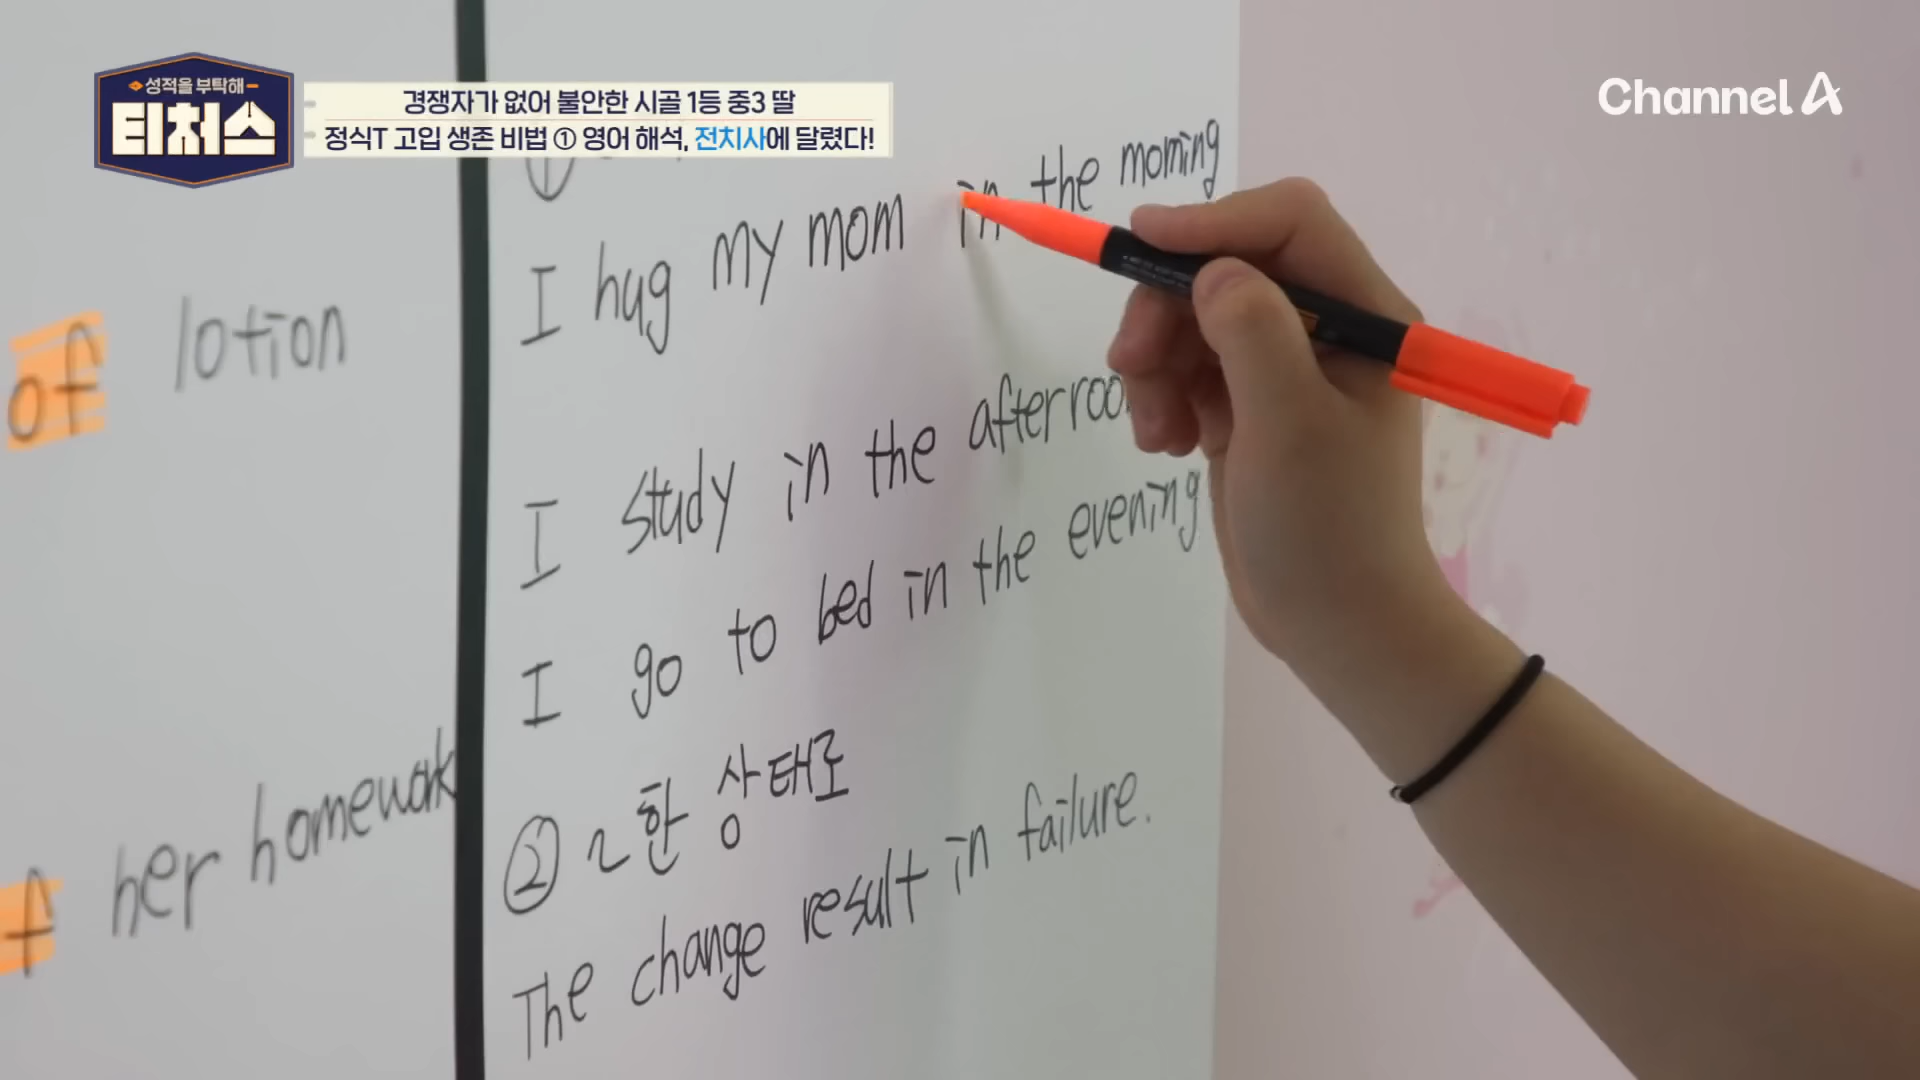 성적을 부탁해
티처스
경쟁자가 없어 불안한 시골 1등 중3 딸
정식T 고입 생존 비법 ① 영어 해석, 전치사에 달렸다!
Channel A
of lotion
f her homework
①
I hug my mom in the morning
I study in the afterroo
I go to bed in the evening
② ~한 상태로
The change result in failure.